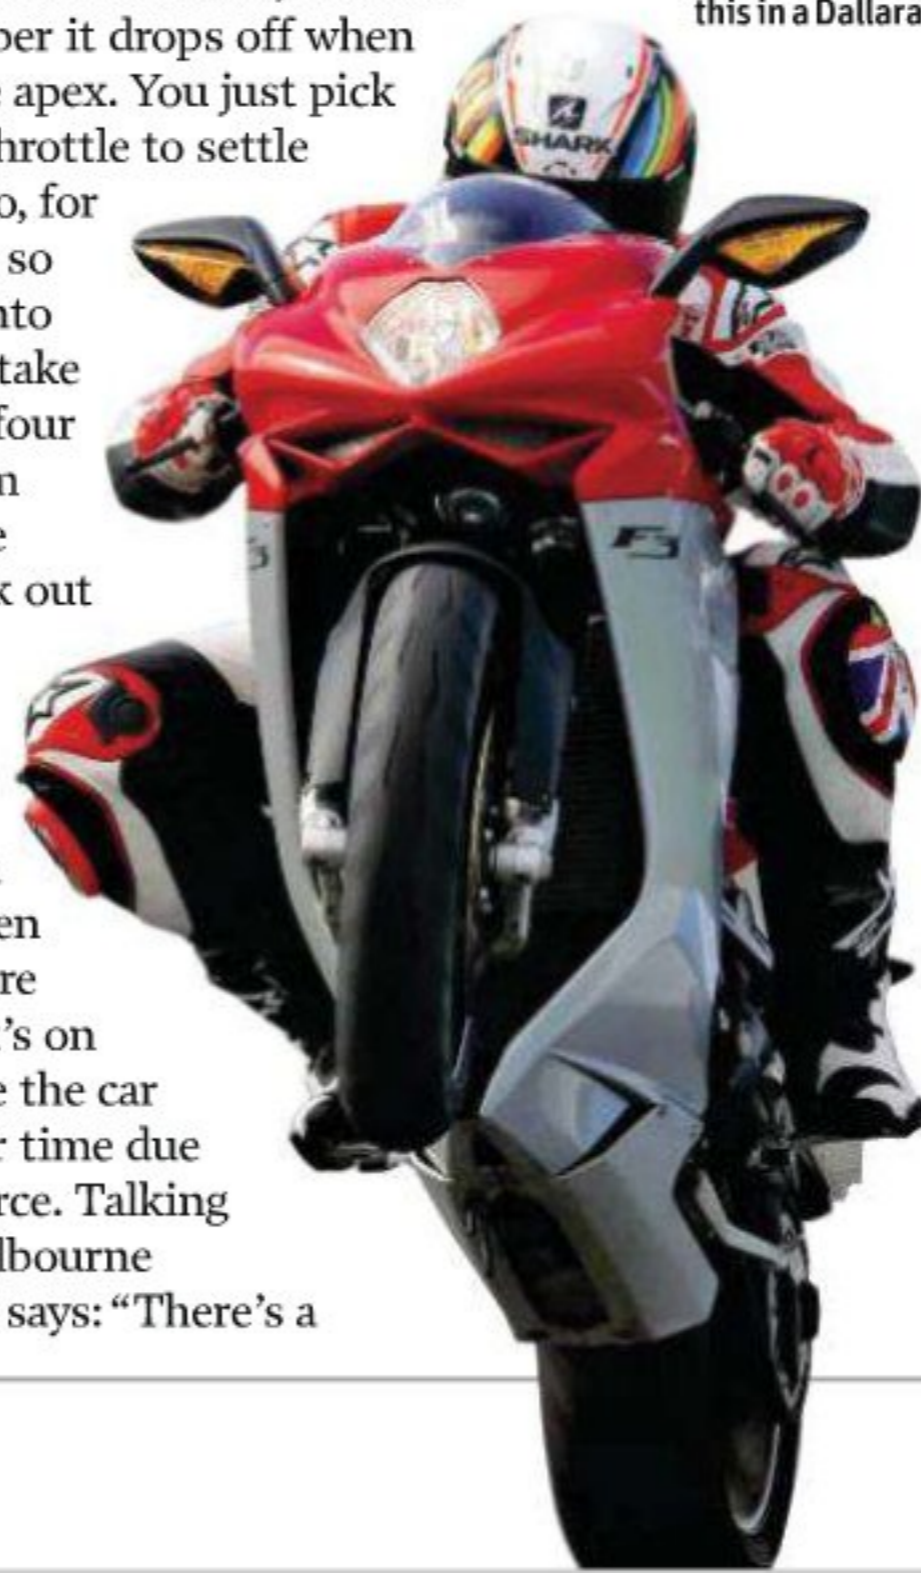 this in a Dallara
ber it drops off when
apex. You just pick
throttle to settle
o, for
so
nto
take
four
n
e
k out
en
re
's on
e the car
r time due
rce. Talking
lbourne
says: “There's a
SHARK
F3